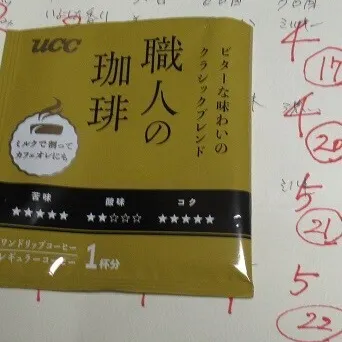 ucc
職人の
珈琲
ビターな味わいの
クラシックブレンド
ミルクで割って
カフェオレにも
苦味 酸味 コク
★★★★★ ★★☆☆☆ ★★★★★
ワンドリップコーヒー
レギュラーコーヒー
1杯分
4
17
4
20
5
21
5
22